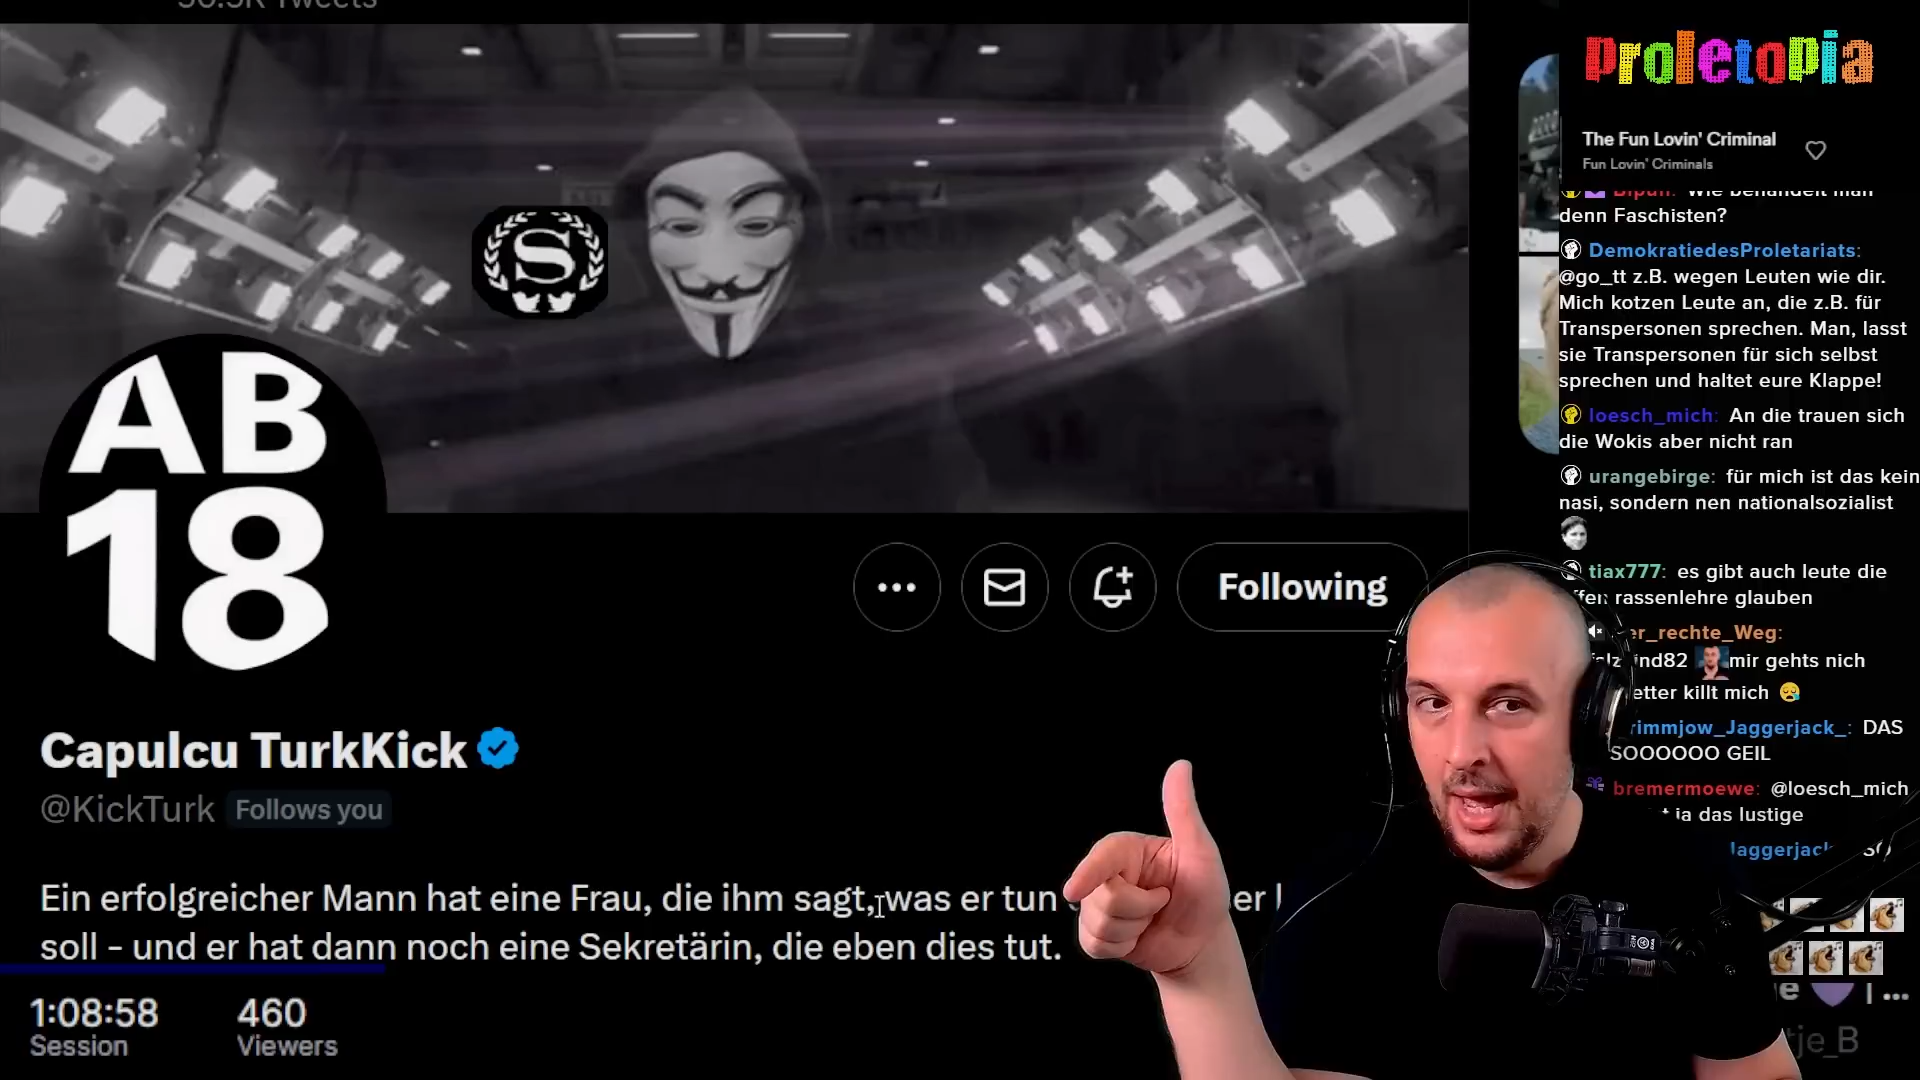 Proletopia
The Fun Lovin' Criminal
Fun Lovin' Criminals
denn Faschisten?
DemokratiedesProletariats:
@go_tt z.B. wegen Leuten wie dir.
Mich kotzen Leute an, die z.B. für
Transpersonen sprechen. Man, lasst
sie Transpersonen für sich selbst
sprechen und haltet eure Klappe!
loesch_mich: An die trauen sich
die Wokis aber nicht ran
urangebirge: für mich ist das kein
nasi, sondern nen nationalsozialist
tiax777: es gibt auch leute die
rassenlehre glauben
er_rechte_Weg:
mir gehts nich
killt mich
rimmjow_Jaggerjack_: DAS
SOOOOOO GEIL
bremermoewe: @loesch_mich
ja das lustige
S
AB
18
Following
Capulcu TurkKick
@KickTurk Follows you
Ein erfolgreicher Mann hat eine Frau, die ihm sagt, was er tun
soll - und er hat dann noch eine Sekretärin, die eben dies tut.
1:08:58 460
Session Viewers